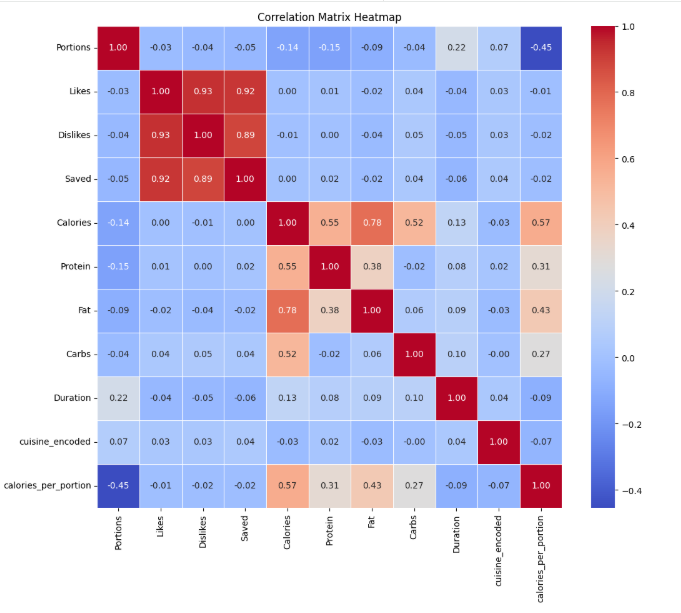 Correlation Matrix Heatmap
Portions 1.00 -0.03 -0.04 -0.05 -0.14 -0.15 -0.09 -0.04 0.22 0.07 -0.45
Likes -0.03 1.00 0.93 0.92 0.00 0.01 -0.02 0.04 -0.04 0.03 -0.01
Dislikes -0.04 0.93 1.00 0.89 -0.01 0.00 -0.04 0.05 -0.05 0.03 -0.02
Saved -0.05 0.92 0.89 1.00 0.00 0.02 -0.02 0.04 -0.06 0.04 -0.02
Calories -0.14 0.00 -0.01 0.00 1.00 0.55 0.78 0.52 0.13 -0.03 0.57
Protein -0.15 0.01 0.00 0.02 0.55 1.00 0.38 -0.02 0.08 0.02 0.31
Fat -0.09 -0.02 -0.04 -0.02 0.78 0.38 1.00 0.06 0.09 -0.03 0.43
Carbs -0.04 0.04 0.05 0.04 0.52 -0.02 0.06 1.00 0.10 -0.00 0.27
Duration 0.22 -0.04 -0.05 -0.06 0.13 0.08 0.09 0.10 1.00 0.04 -0.09
cuisine_encoded 0.07 0.03 0.03 0.04 -0.03 0.02 -0.03 -0.00 0.04 1.00 -0.07
calories_per_portion -0.45 -0.01 -0.02 -0.02 0.57 0.31 0.43 0.27 -0.09 -0.07 1.00
Portions
Likes
Dislikes
Saved
Calories
Protein
Fat
Carbs
Duration
cuisine_encoded
calories_per_portion
1.0
0.8
0.6
0.4
0.2
0.0
−0.2
−0.4